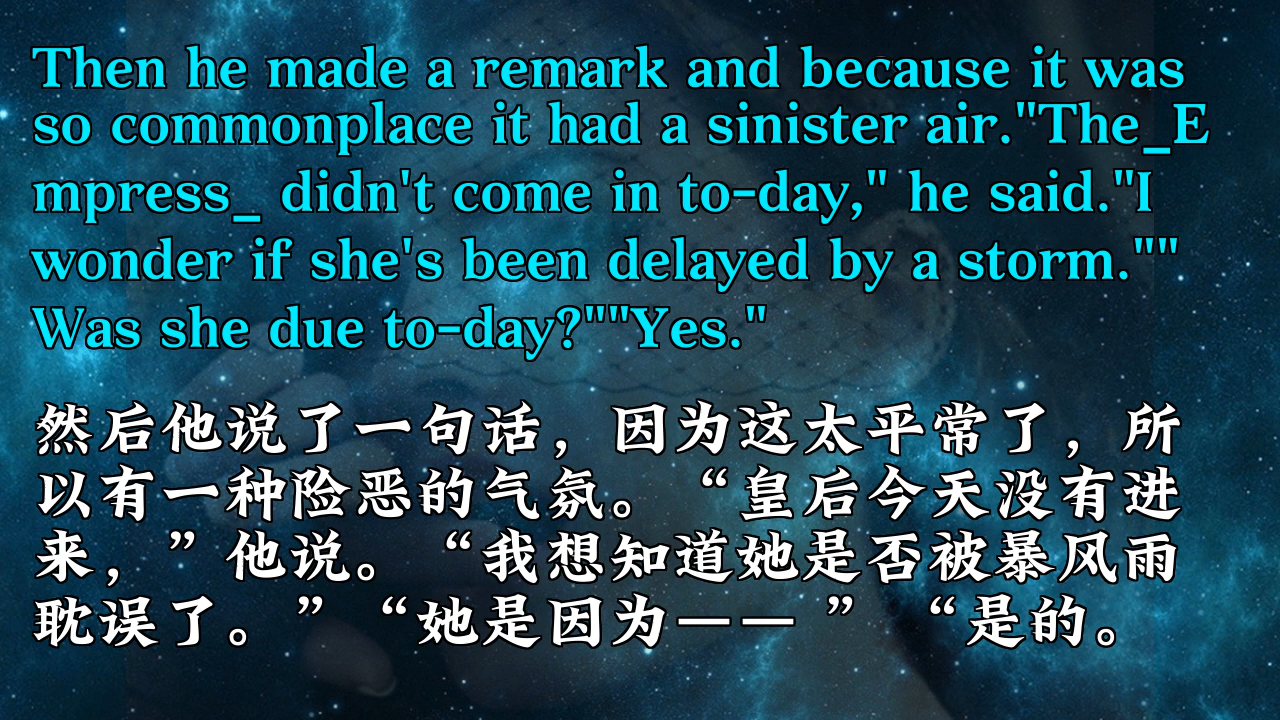 Then he made a remark and because it was
so commonplace it had a sinister air."The_E
mpress_ didn't come in to-day," he said."I
wonder if she's been delayed by a storm.""
Was she due to-day?""Yes."
然后他说了一句话，因为这太平常了，所
以有一种险恶的气氛。“皇后今天没有进
来，”他说。“我想知道她是否被暴风雨
耽误了。”“她是因为——”“是的。